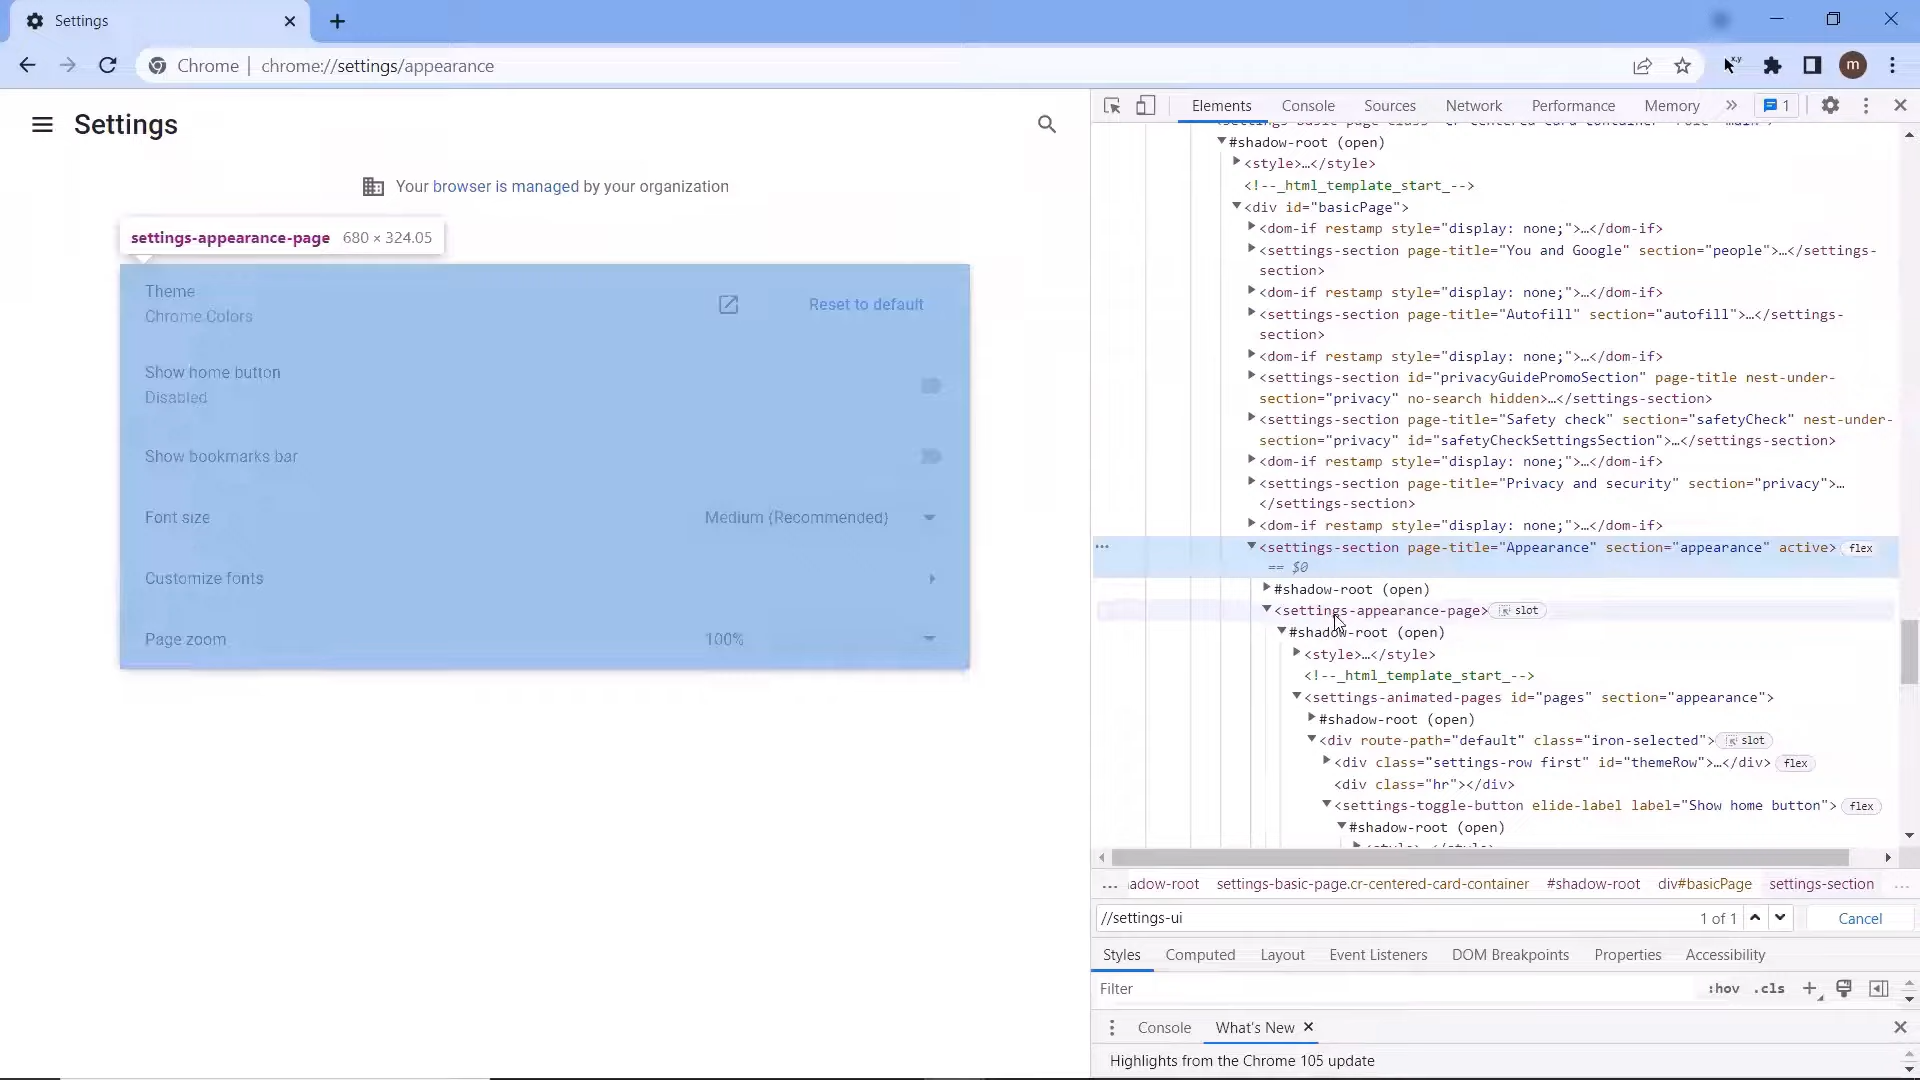 Settings
Chrome | chrome://settings/appearance
m
Settings
Your browser is managed by your organization
settings-appearance-page 680 × 324.05
Theme
Chrome Colors
Reset to default
Show home button
Disabled
Show bookmarks bar
Font size
Medium (Recommended)
Customize fonts
Page zoom
100%
Elements Console Sources Network Performance Memory » 1
#shadow-root (open)
<style>…</style>
<!--_html_template_start_-->
<div id="basicPage">
<dom-if restamp style="display: none;">…</dom-if>
<settings-section page-title="You and Google" section="people">…</settings-
section>
<dom-if restamp style="display: none;">…</dom-if>
<settings-section page-title="Autofill" section="autofill">…</settings-
section>
<dom-if restamp style="display: none;">…</dom-if>
<settings-section id="privacyGuidePromoSection" page-title nest-under-
section="privacy" no-search hidden>…</settings-section>
<settings-section page-title="Safety check" section="safetyCheck" nest-under-
section="privacy" id="safetyCheckSettingsSection">…</settings-section>
<dom-if restamp style="display: none;">…</dom-if>
<settings-section page-title="Privacy and security" section="privacy">…
</settings-section>
<dom-if restamp style="display: none;">…</dom-if>
<settings-section page-title="Appearance" section="appearance" active> flex
== $0
#shadow-root (open)
<settings-appearance-page> slot
#shadow-root (open)
<style>…</style>
<!--_html_template_start_-->
<settings-animated-pages id="pages" section="appearance">
#shadow-root (open)
<div route-path="default" class="iron-selected"> slot
<div class="settings-row first" id="themeRow">…</div> flex
<div class="hr"></div>
<settings-toggle-button elide-label label="Show home button"> flex
#shadow-root (open)
… adow-root settings-basic-page.cr-centered-card-container #shadow-root div#basicPage settings-section …
//settings-ui 1 of 1 Cancel
Styles Computed Layout Event Listeners DOM Breakpoints Properties Accessibility
Filter :hov .cls
Console What's New
Highlights from the Chrome 105 update